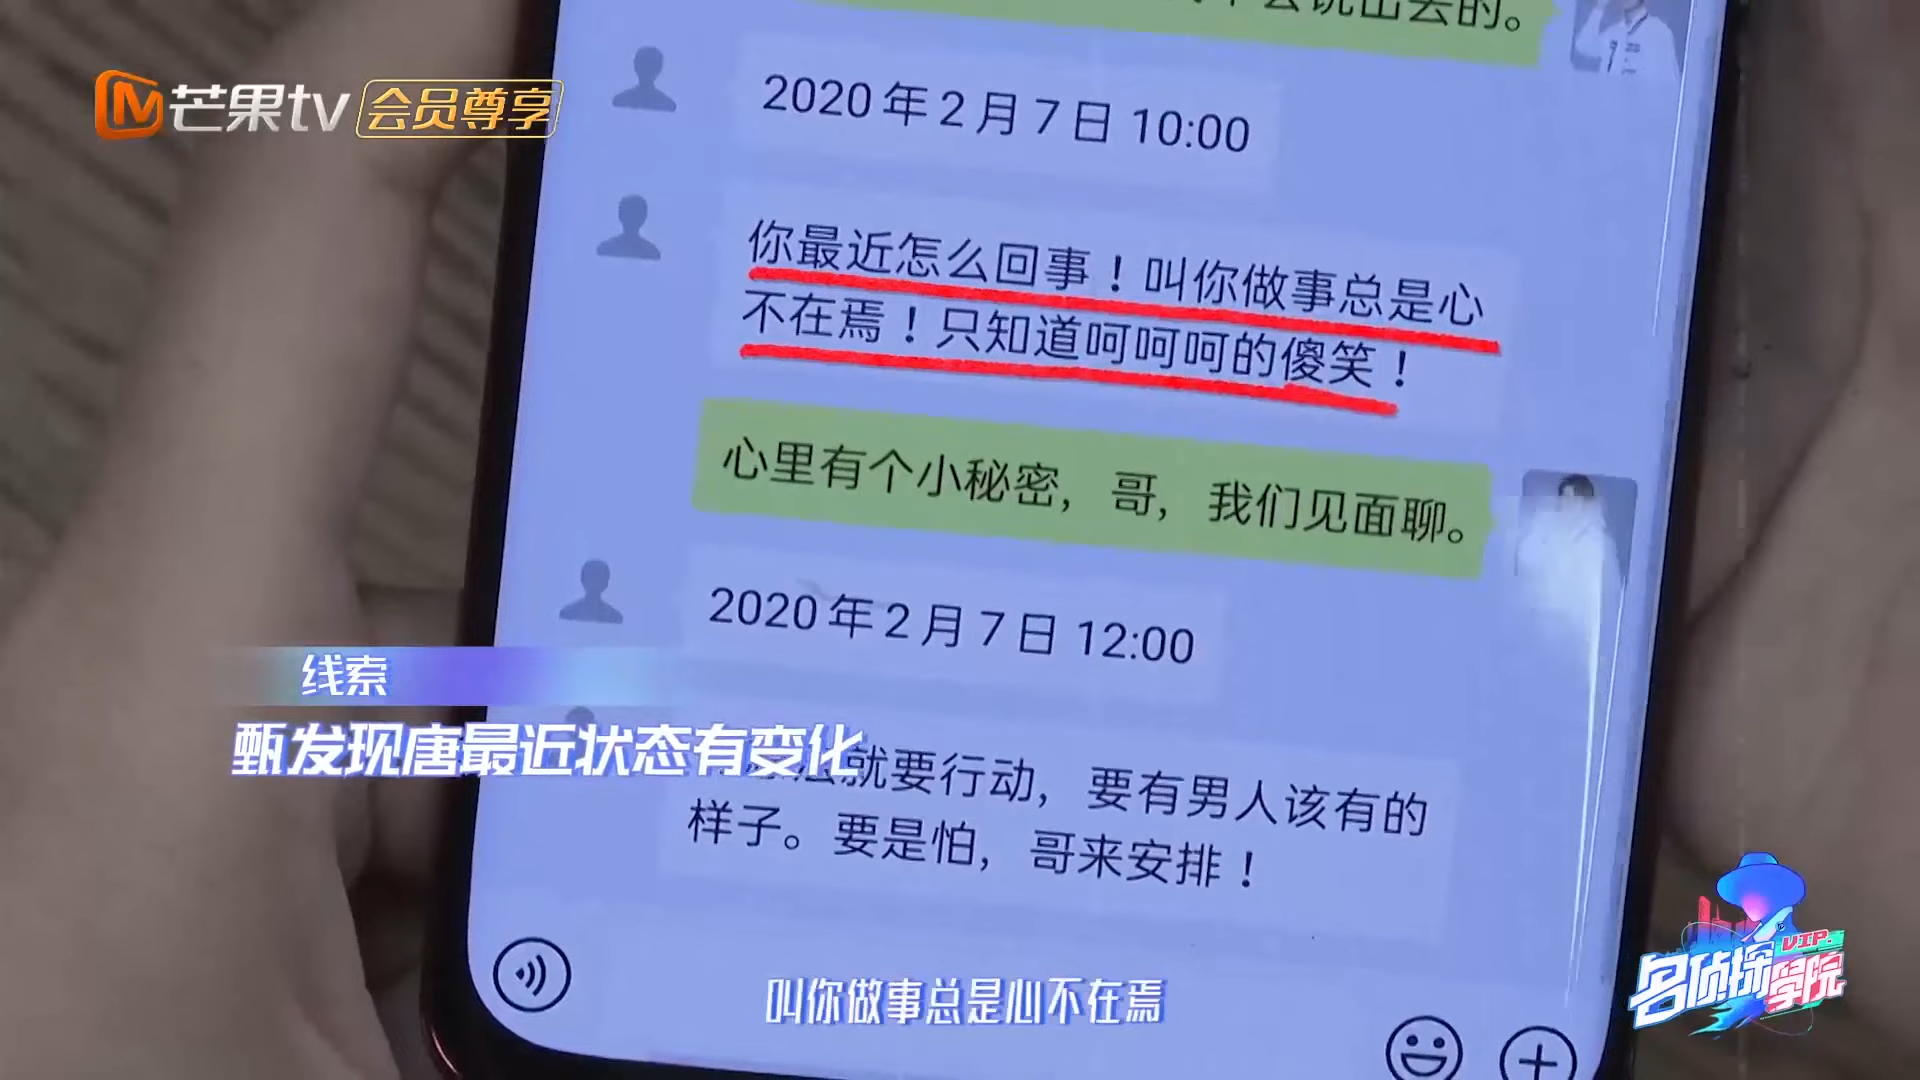 会说出去的。
芒果tv 会员尊享
2020年2月7日 10:00
你最近怎么回事！叫你做事总是心
不在焉！只知道呵呵呵的傻笑！
心里有个小秘密，哥，我们见面聊。
2020年2月7日 12:00
线索
甄发现唐最近状态有变化
就要行动，要有男人该有的
样子。要是怕，哥来安排！
叫你做事总是心不在焉
VIP.
名侦探学院